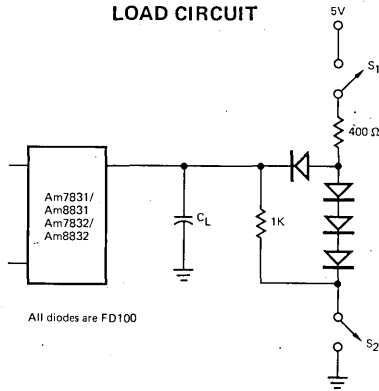 LOAD CIRCUIT
5V
S1
400 Ω
Am7831/
Am8831
Am7832/
Am8832
CL
1K
All diodes are FD100
S2